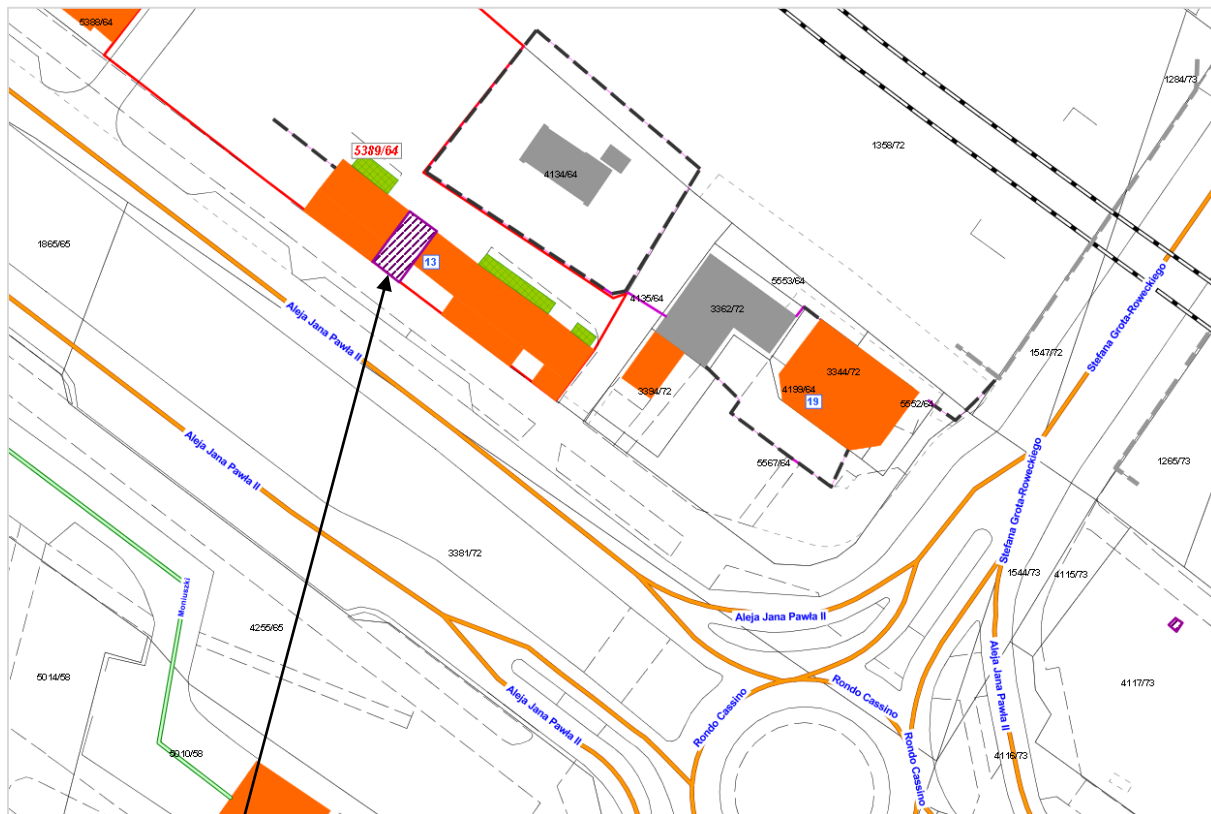 5388/64
1284/73
1358/72
5389/64
4134/64
1865/65
13
5553/64
4135/64
3362/72
Aleja Jana Pawła II
Stefana Grota-Roweckiego
1547/72
3344/72
4199/64
3394/72
19
5552/64
Aleja Jana Pawła II
5567/64
1265/73
Stefana Grota-Roweckiego
3381/72
1544/73
4115/73
Moniuszki
Aleja Jana Pawła II
4255/65
5014/58
Aleja Jana Pawła II
Rondo Cassino
Rondo Cassino
Aleja Jana Pawła II
4117/73
5010/58
4116/73
Rondo Cassino